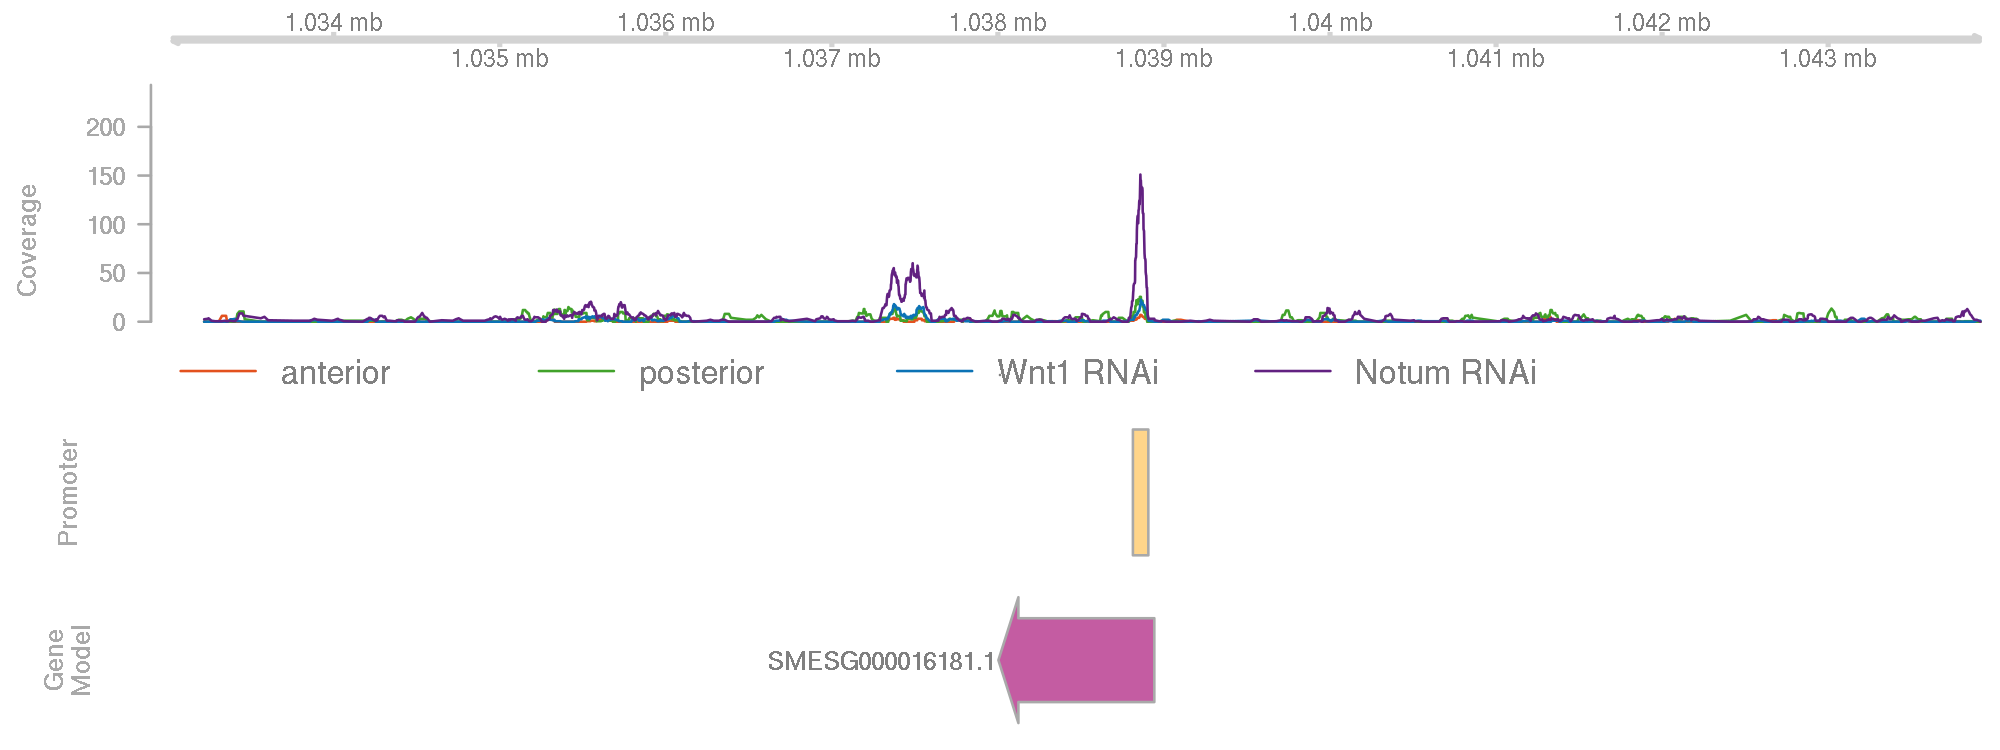 1.034 mb 1.036 mb 1.038 mb 1.04 mb 1.042 mb
1.035 mb 1.037 mb 1.039 mb 1.041 mb 1.043 mb
Coverage
200
150
100
50
0
anterior posterior Wnt1 RNAi Notum RNAi
Promoter
Gene
Model
SMESG000016181.1